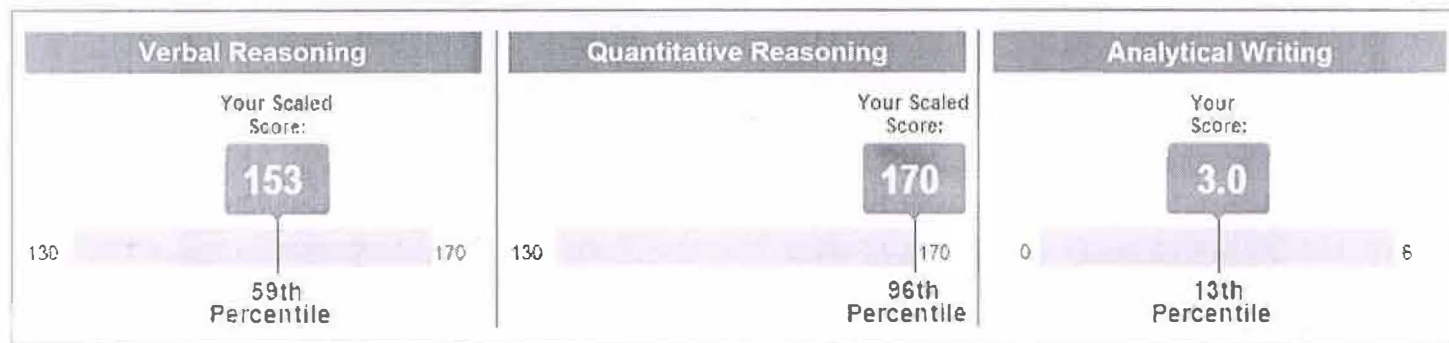 Verbal Reasoning
Your Scaled
Score:
153
130
170
59th
Percentile
Quantitative Reasoning
Your Scaled
Score:
170
130
170
96th
Percentile
Analytical Writing
Your
Score:
3.0
0
6
13th
Percentile